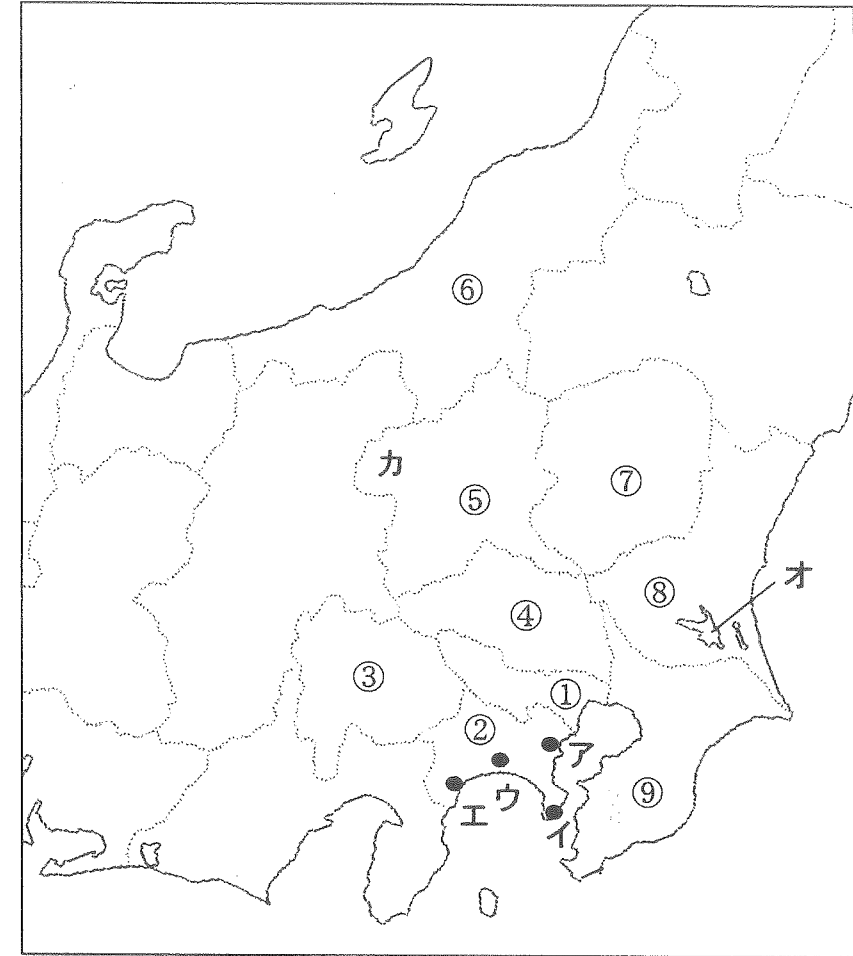 ⑥
カ
⑦
⑤
オ
⑧
④
③
①
②
ア
⑨
ウ
エ
イ